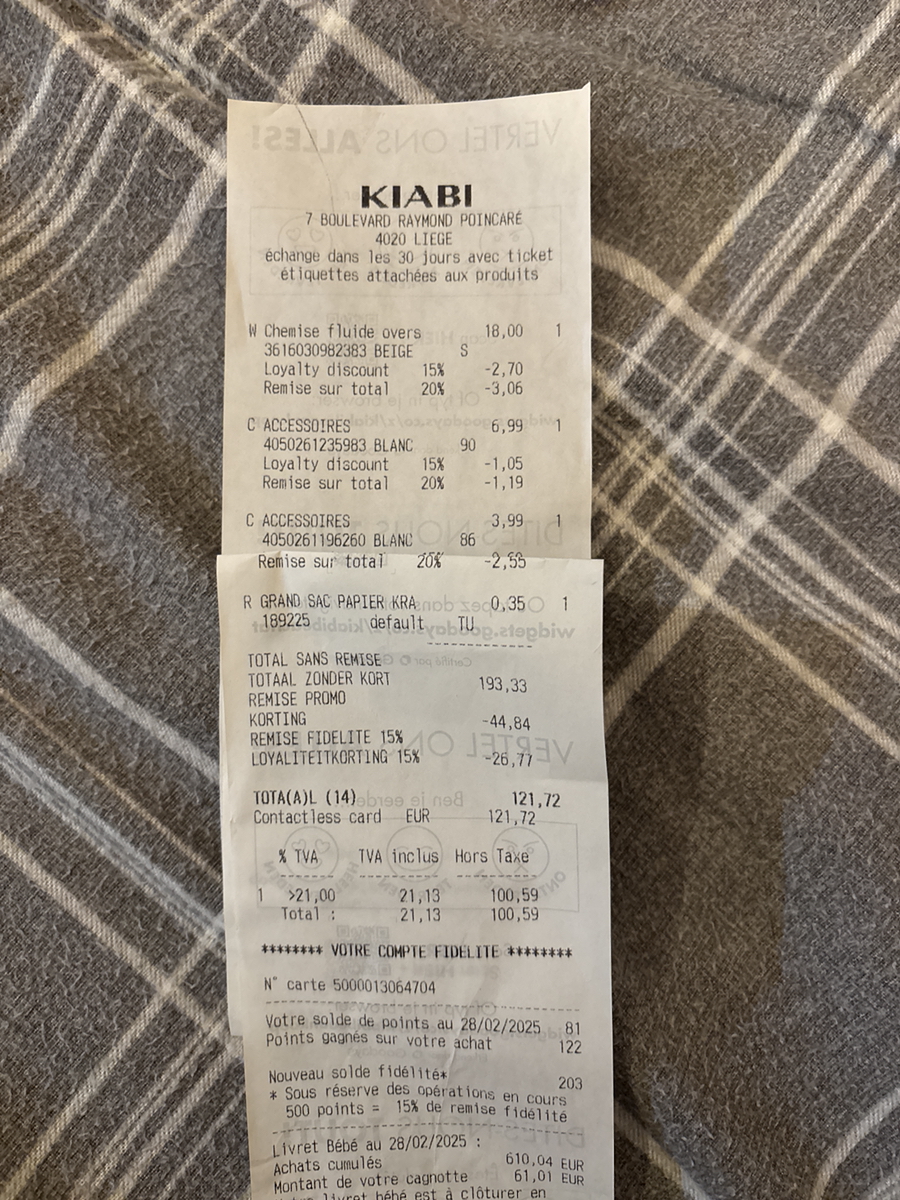 KIABI
7 BOULEVARD RAYMOND POINCARÉ
4020 LIEGE
échange dans les 30 jours avec ticket
étiquettes attachées aux produits
W Chemise fluide overs 18,00 1
3616030982383 BEIGE S
Loyalty discount 15% -2,70
Remise sur total 20% -3,06
C ACCESSOIRES 6,99 1
4050261235983 BLANC 90
Loyalty discount 15% -1,05
Remise sur total 20% -1,19
C ACCESSOIRES 3,99 1
4050261196260 BLANC 86
Remise sur total 20% -2,55
R GRAND SAC PAPIER KRA 0,35 1
189225 default TU
--------------
TOTAL SANS REMISE
TOTAAL ZONDER KORT 193,33
REMISE PROMO
KORTING -44,84
REMISE FIDELITE 15%
LOYALITEITKORTING 15% -26,77
TOTA(A)L (14) 121,72
Contactless card EUR 121,72
% TVA TVA inclus Hors Taxe
1 >21,00 21,13 100,59
Total : 21,13 100,59
******** VOTRE COMPTE FIDELITE ********
N° carte 5000013064704
Votre solde de points au 28/02/2025 81
Points gagnés sur votre achat 122
Nouveau solde fidélité* 203
* Sous réserve des opérations en cours
500 points = 15% de remise fidélité
Livret Bébé au 28/02/2025 :
Achats cumulés 610,04 EUR
Montant de votre cagnotte 61,01 EUR
livret bébé est à clôturer en